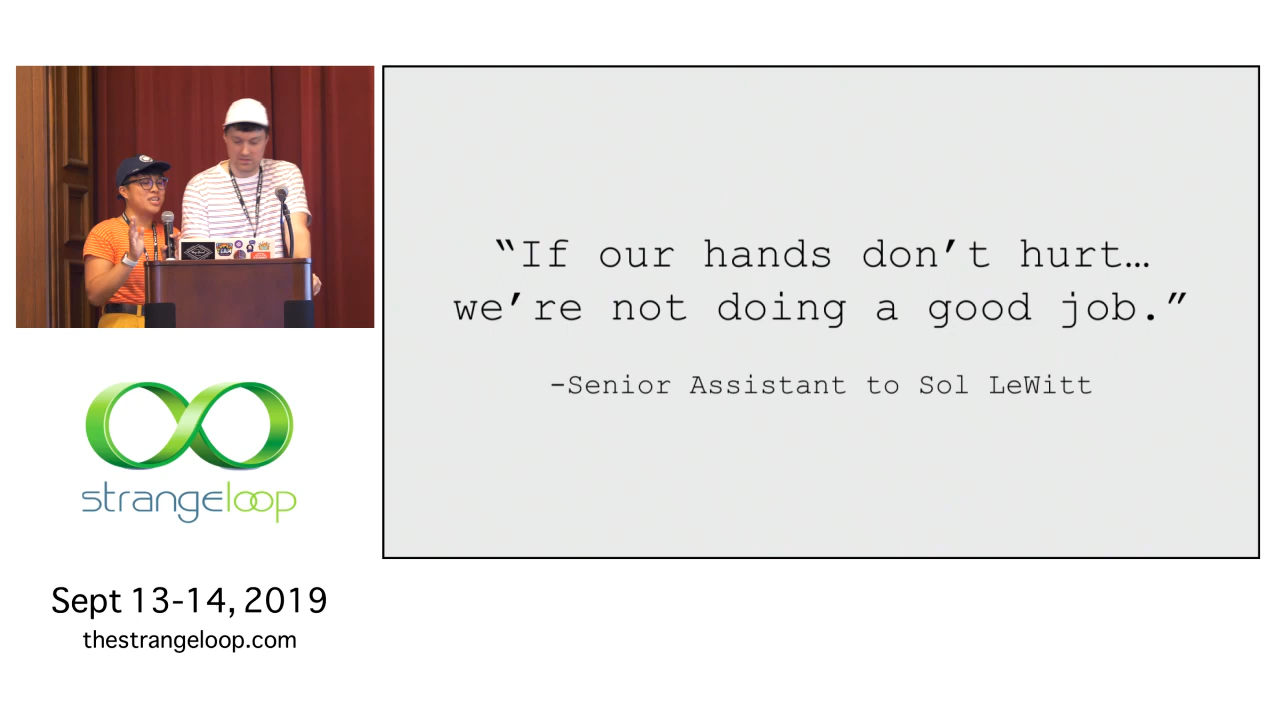 “If our hands don’t hurt…
we’re not doing a good job.”
-Senior Assistant to Sol LeWitt
strangeloop
Sept 13-14, 2019
thestrangeloop.com